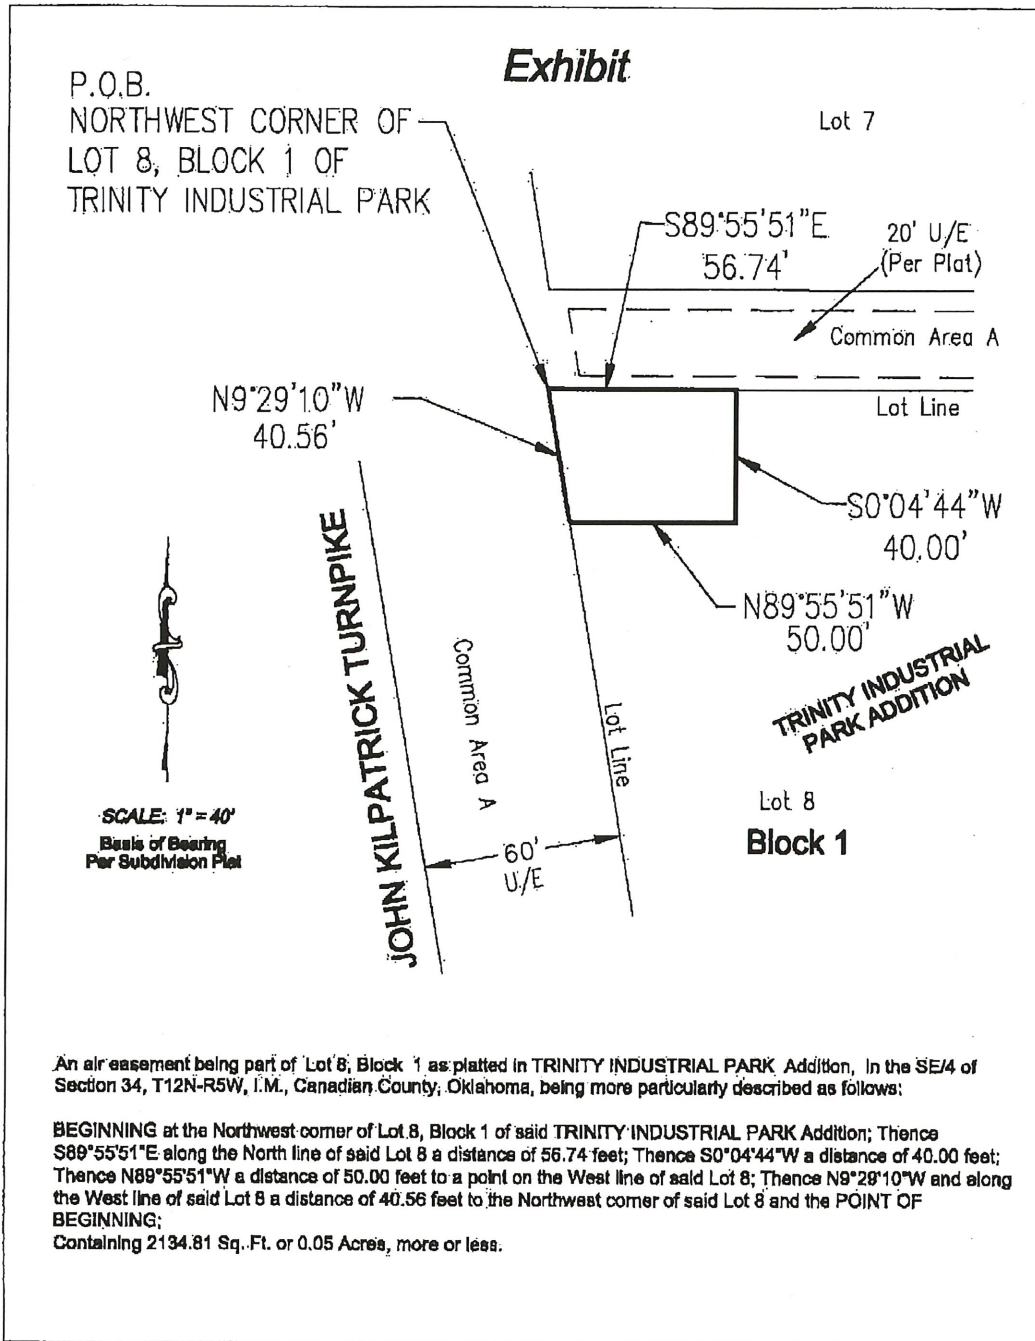 Exhibit
P.O.B.
NORTHWEST CORNER OF
LOT 8, BLOCK 1 OF
TRINITY INDUSTRIAL PARK
Lot 7
S89°55'51"E
56.74'
20' U/E
(Per Plat)
Common Area A
Lot Line
N9°29'10"W
40.56'
S0°04'44"W
40.00'
N89°55'51"W
50.00'
TRINITY INDUSTRIAL
PARK ADDITION
JOHN KILPATRICK TURNPIKE
Common Area A
Lot Line
60'
U/E
Lot 8
Block 1
SCALE: 1" = 40'
Basis of Bearing
Per Subdivision Plat
An air easement being part of Lot 8, Block 1 as platted in TRINITY INDUSTRIAL PARK Addition, In the SE/4 of
Section 34, T12N-R5W, I.M., Canadian County, Oklahoma, being more particularly described as follows:
BEGINNING at the Northwest corner of Lot 8, Block 1 of said TRINITY INDUSTRIAL PARK Addition; Thence
S89°55'51"E along the North line of said Lot 8 a distance of 56.74 feet; Thence S0°04'44"W a distance of 40.00 feet;
Thence N89°55'51"W a distance of 50.00 feet to a point on the West line of said Lot 8; Thence N9°29'10"W and along
the West line of said Lot 8 a distance of 40.56 feet to the Northwest corner of said Lot 8 and the POINT OF
BEGINNING;
Containing 2134.81 Sq. Ft. or 0.05 Acres, more or less.